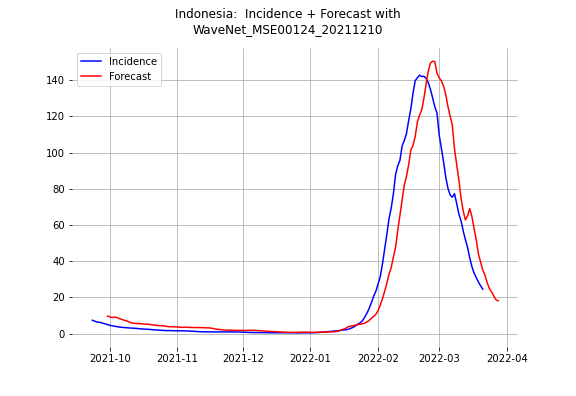 Indonesia:  Incidence + Forecast with
WaveNet_MSE00124_20211210
Incidence
Forecast
140
120
100
80
60
40
20
0
2021-10 2021-11 2021-12 2022-01 2022-02 2022-03 2022-04